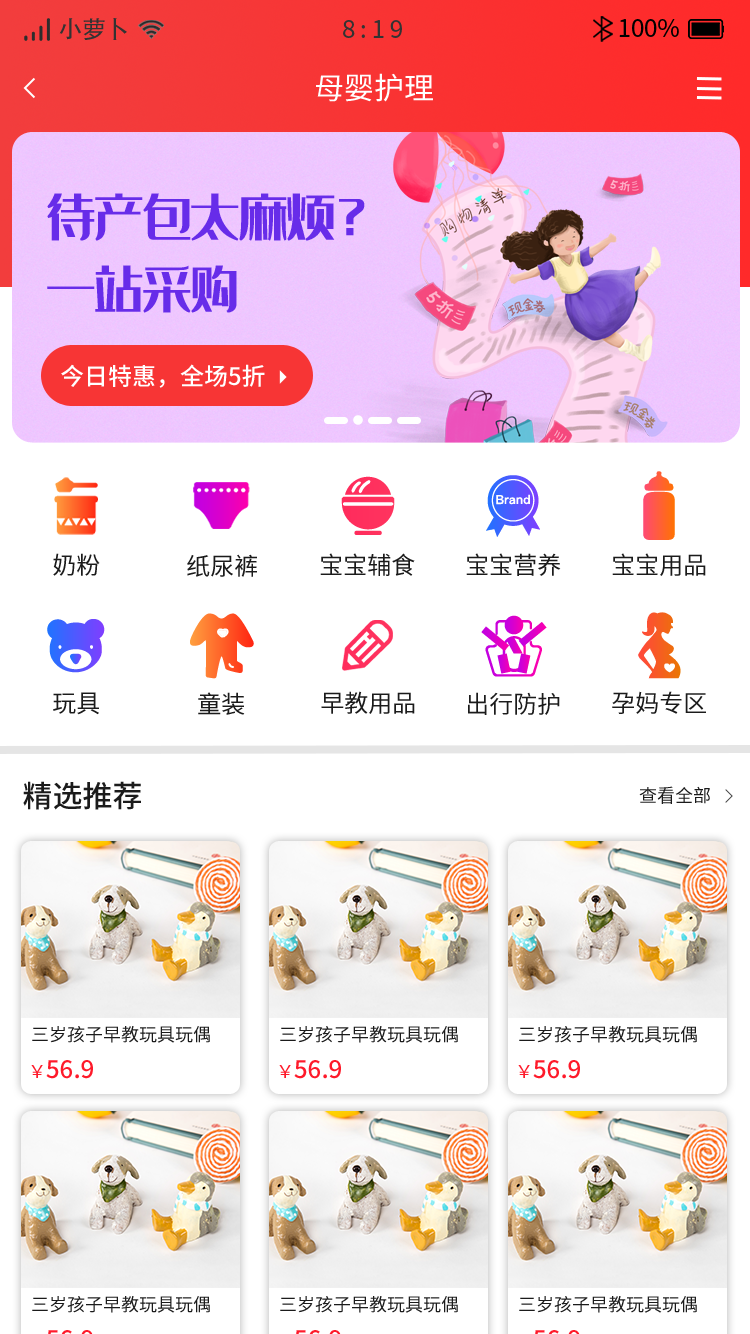 小萝卜 8:19 100%
母婴护理
待产包太麻烦?
一站采购
今日特惠，全场5折
购物清单
5折
5折
现金券
现金券
奶粉 纸尿裤 宝宝辅食 Brand 宝宝营养 宝宝用品
玩具 童装 早教用品 出行防护 孕妈专区
精选推荐 查看全部
三岁孩子早教玩具玩偶 三岁孩子早教玩具玩偶 三岁孩子早教玩具玩偶
¥56.9 ¥56.9 ¥56.9
三岁孩子早教玩具玩偶 三岁孩子早教玩具玩偶 三岁孩子早教玩具玩偶
56.9 56.9 56.9